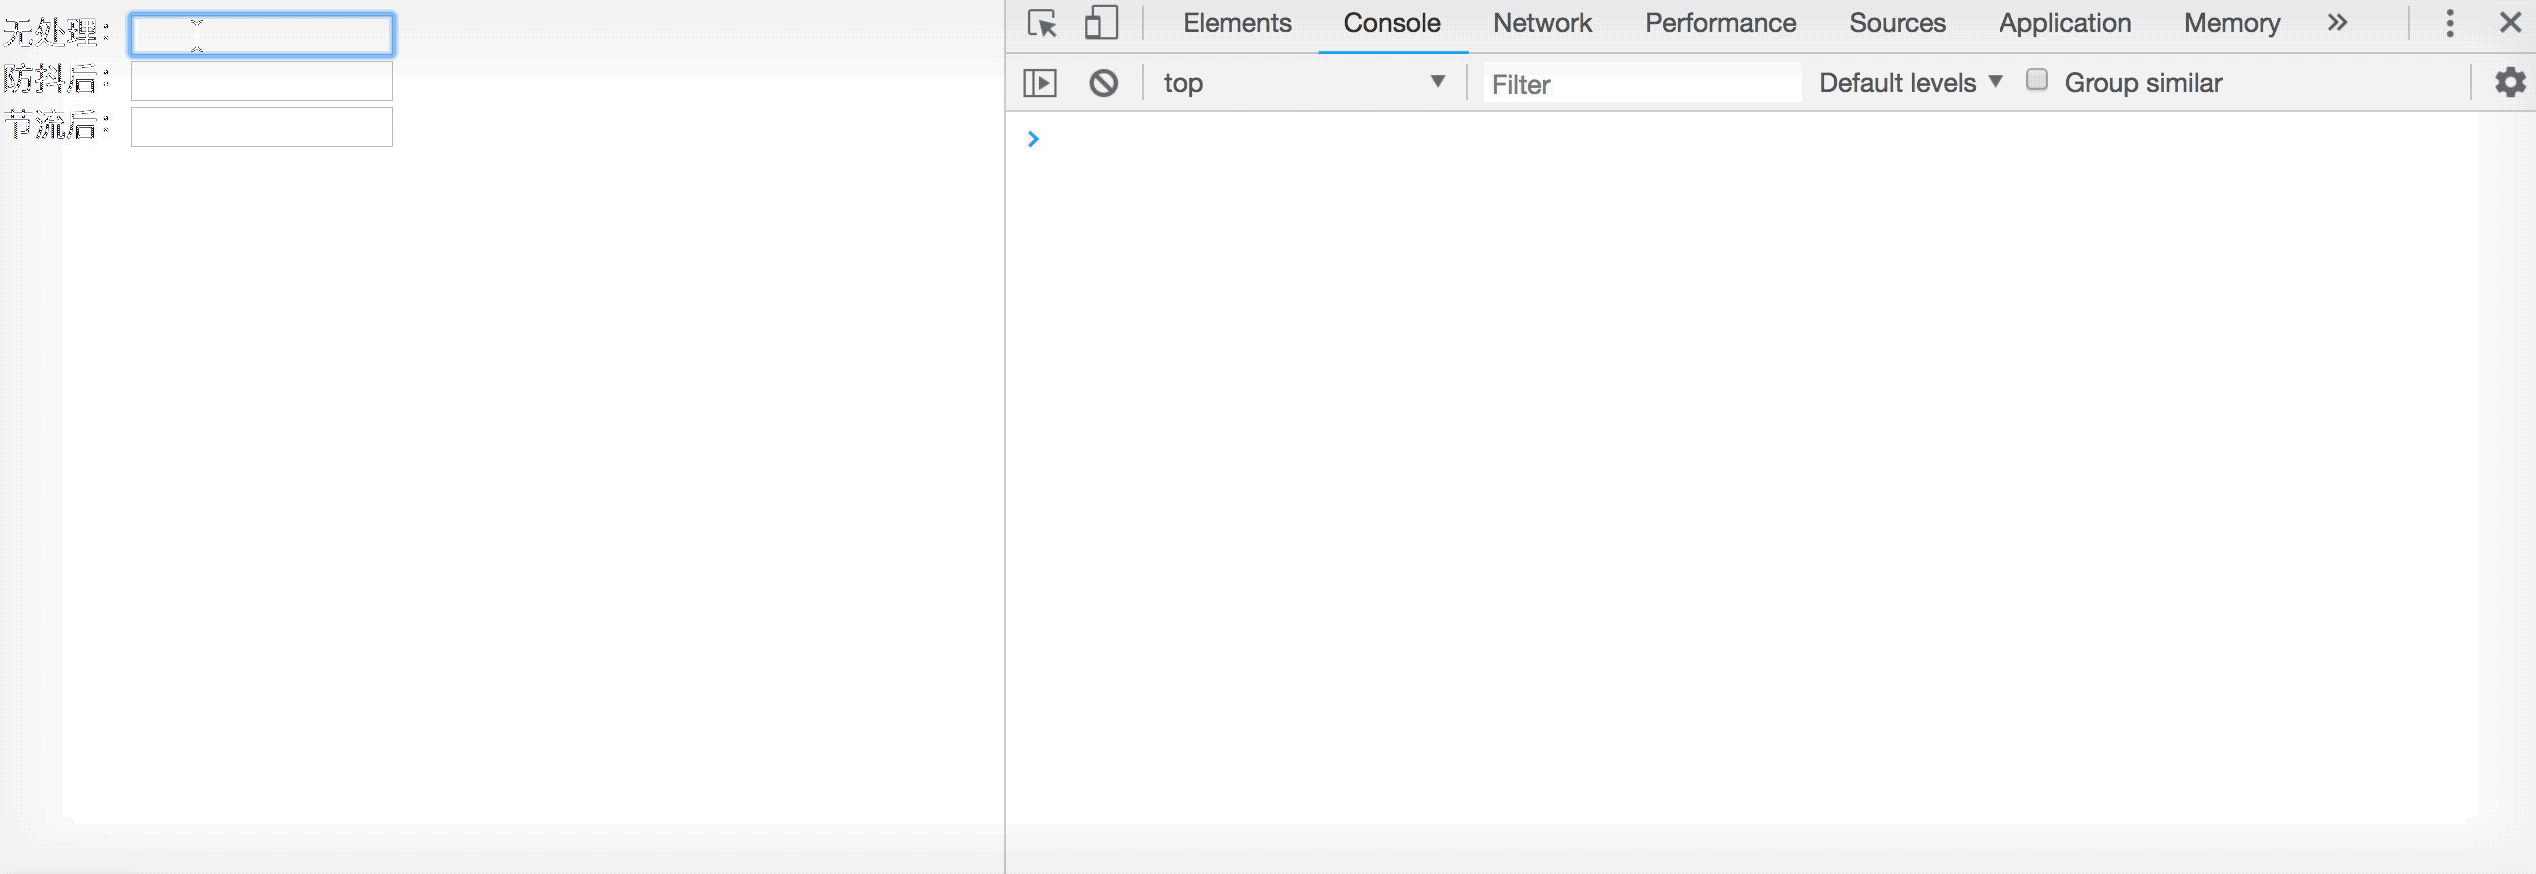 无处理：
防抖后：
节流后：
Elements Console Network Performance Sources Application Memory »
top ▼ Filter Default levels ▼ Group similar